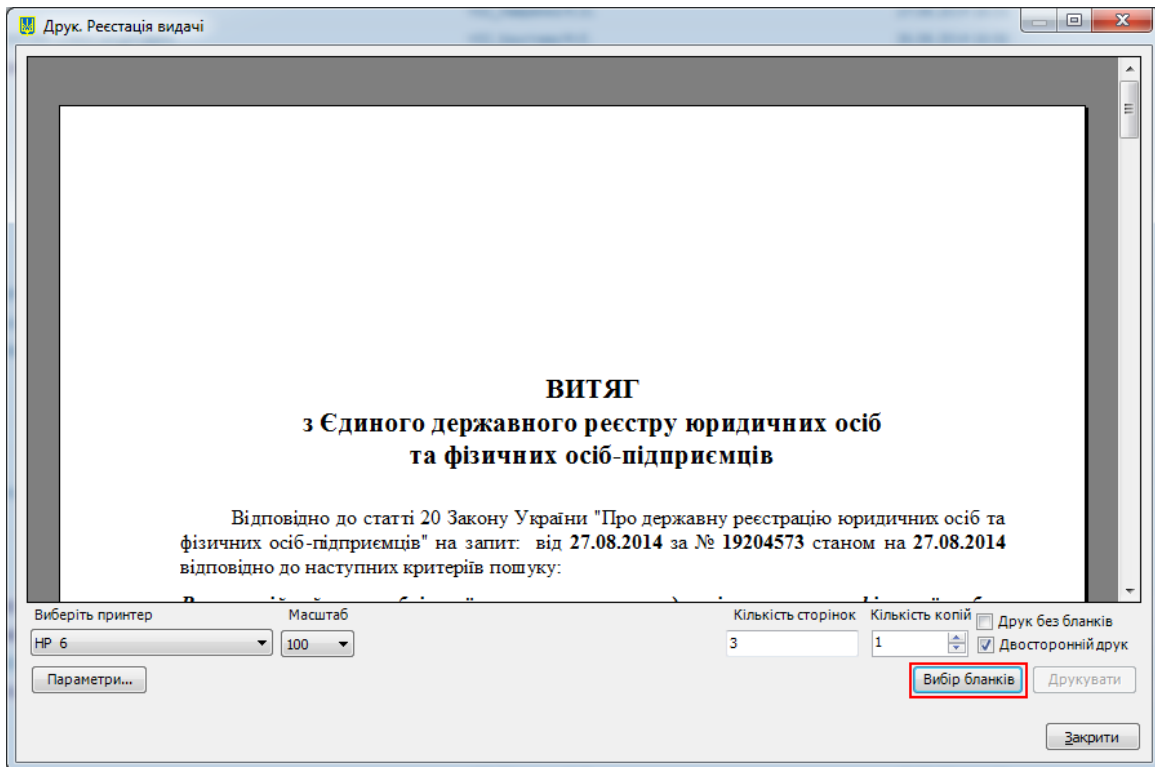 Друк. Реєстація видачі
ВИТЯГ
з Єдиного державного реєстру юридичних осіб
та фізичних осіб-підприємців
Відповідно до статті 20 Закону України "Про державну реєстрацію юридичних осіб та
фізичних осіб-підприємців" на запит: від 27.08.2014 за № 19204573 станом на 27.08.2014
відповідно до наступних критеріїв пошуку:
Виберіть принтер Масштаб Кількість сторінок Кількість копій Друк без бланків
HP 6 100 3 1 Двосторонній друк
Параметри... Вибір бланків Друкувати
Закрити